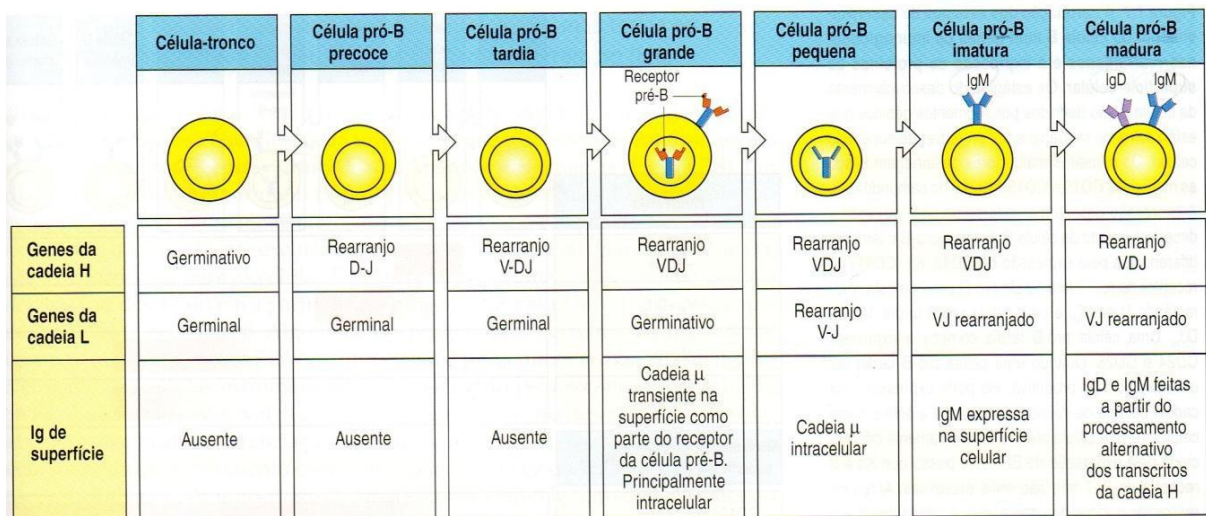 Célula-tronco
Célula pró-B
precoce
Célula pró-B
tardia
Célula pró-B
grande
Célula pró-B
pequena
Célula pró-B
imatura
Célula pró-B
madura
Receptor
pré-B
IgM
IgD
IgM
Genes da
cadeia H
Germinativo
Rearranjo
D-J
Rearranjo
V-DJ
Rearranjo
VDJ
Rearranjo
VDJ
Rearranjo
VDJ
Rearranjo
VDJ
Genes da
cadeia L
Germinal
Germinal
Germinal
Germinativo
Rearranjo
V-J
VJ rearranjado
VJ rearranjado
Ig de
superfície
Ausente
Ausente
Ausente
Cadeia μ
transiente na
superfície como
parte do receptor
da célula pré-B.
Principalmente
intracelular
Cadeia μ
intracelular
IgM expressa
na superfície
celular
IgD e IgM feitas
a partir do
processamento
alternativo
dos transcritos
da cadeia H